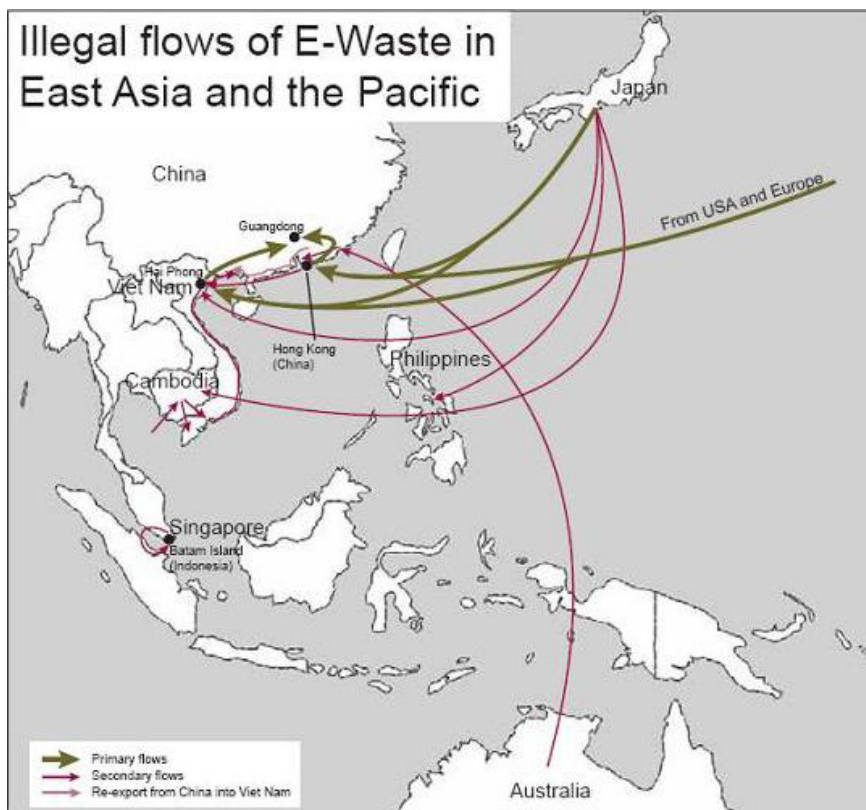 Illegal flows of E-Waste in
East Asia and the Pacific
Japan
China
From USA and Europe
Guangdong
Hai Phong
Viet Nam
Hong Kong
(China)
Philippines
Cambodia
Singapore
Batam Island
(Indonesia)
Primary flows
Secondary flows
Re-export from China into Viet Nam
Australia